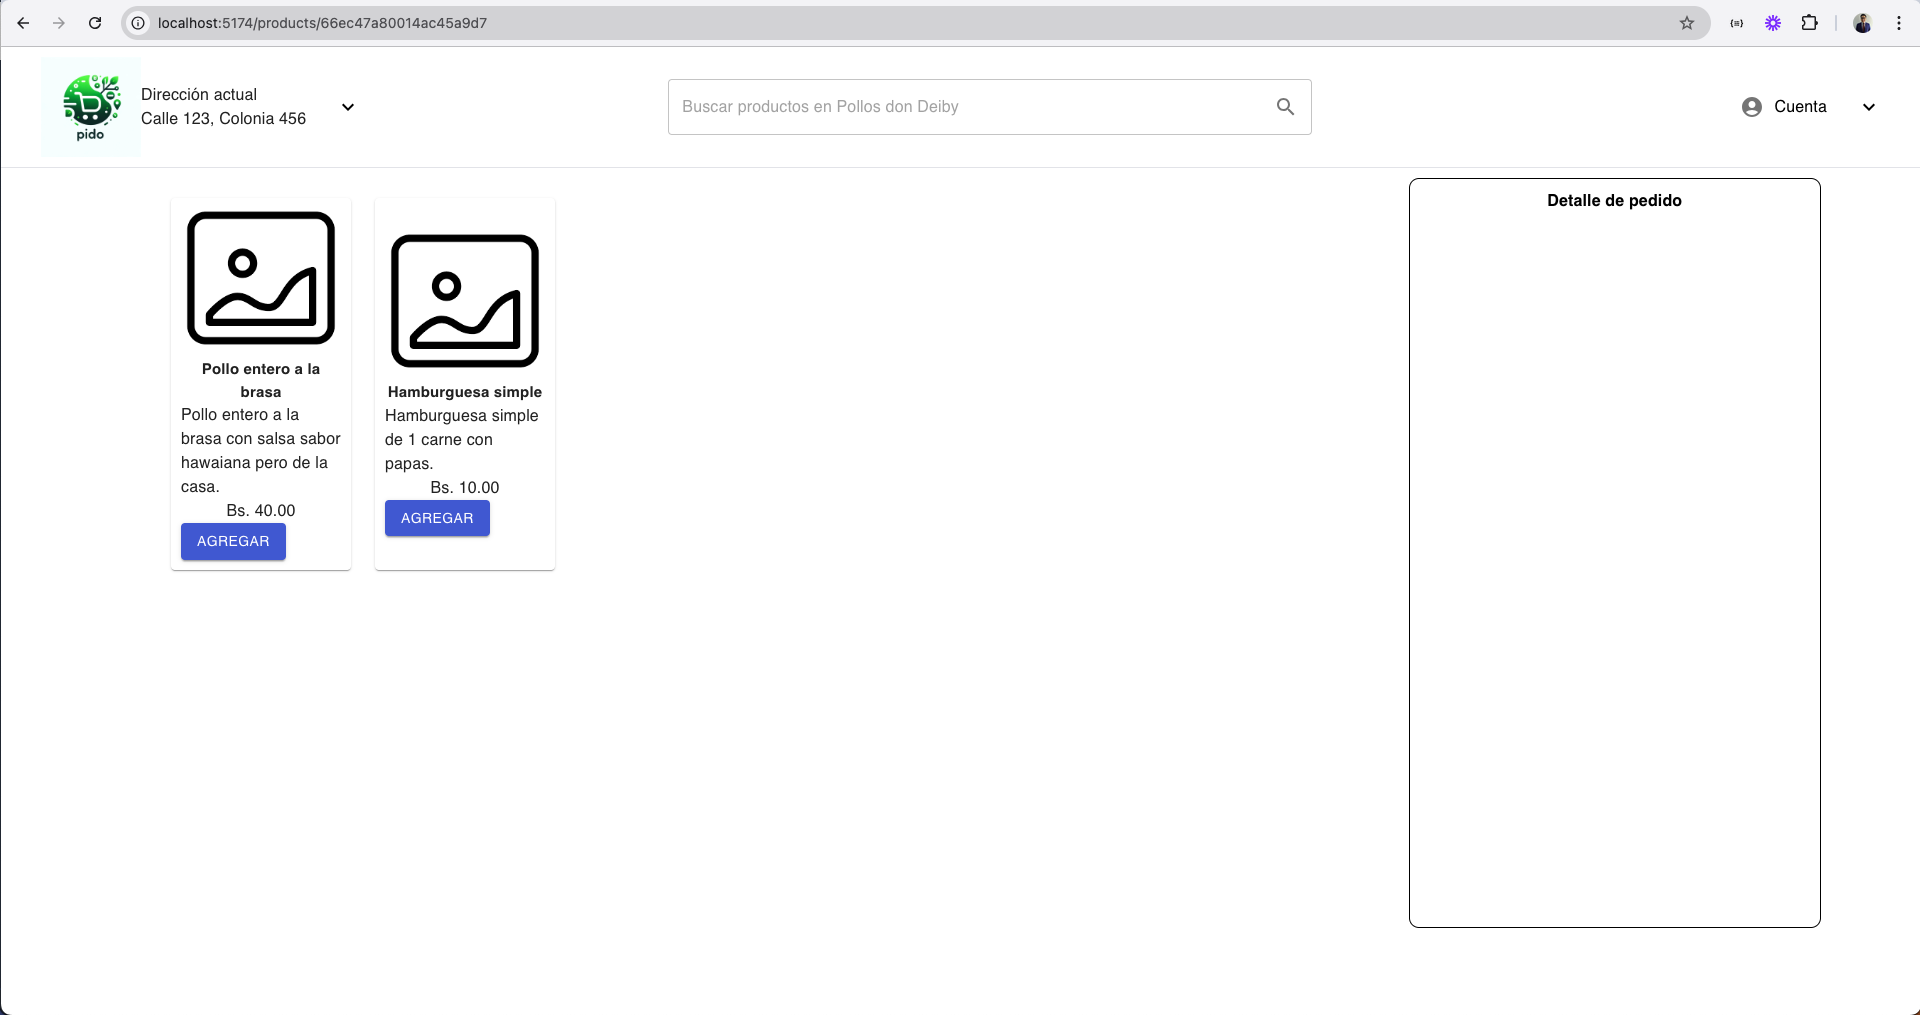 localhost:5174/products/66ec47a80014ac45a9d7
pido
Dirección actual
Calle 123, Colonia 456
Buscar productos en Pollos don Deiby
Cuenta
Pollo entero a la
brasa
Pollo entero a la
brasa con salsa sabor
hawaiana pero de la
casa.
Bs. 40.00
AGREGAR
Hamburguesa simple
Hamburguesa simple
de 1 carne con
papas.
Bs. 10.00
AGREGAR
Detalle de pedido